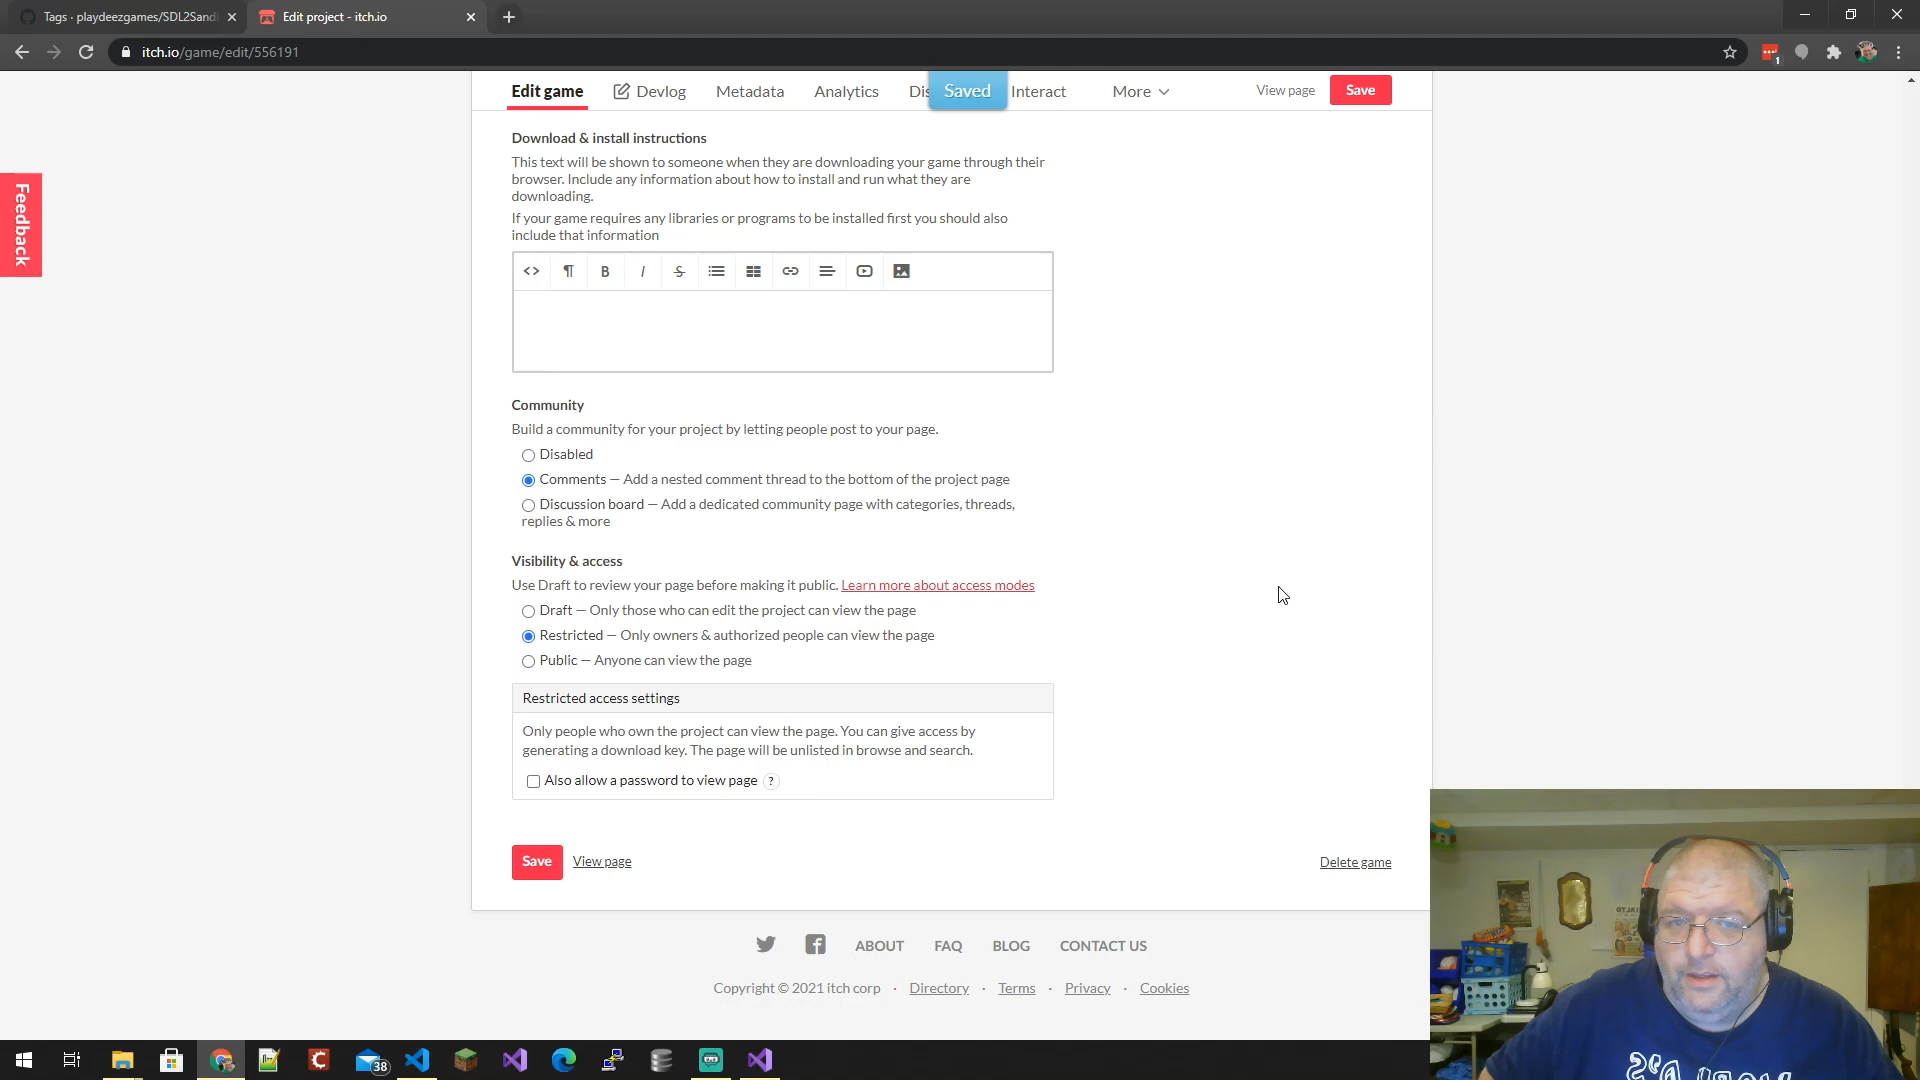 Tags · playdeezgames/SDL2Sand
Edit project - itch.io
itch.io/game/edit/556191
1
Edit game
Devlog
Metadata
Analytics
Dis
Saved
Interact
More
View page
Save
Feedback
Download & install instructions
This text will be shown to someone when they are downloading your game through their
browser. Include any information about how to install and run what they are
downloading.
If your game requires any libraries or programs to be installed first you should also
include that information
Community
Build a community for your project by letting people post to your page.
Disabled
Comments — Add a nested comment thread to the bottom of the project page
Discussion board — Add a dedicated community page with categories, threads,
replies & more
Visibility & access
Use Draft to review your page before making it public. Learn more about access modes
Draft — Only those who can edit the project can view the page
Restricted — Only owners & authorized people can view the page
Public — Anyone can view the page
Restricted access settings
Only people who own the project can view the page. You can give access by
generating a download key. The page will be unlisted in browse and search.
Also allow a password to view page ?
Save
View page
Delete game
ABOUT
FAQ
BLOG
CONTACT US
Copyright © 2021 itch corp · Directory · Terms · Privacy · Cookies
38